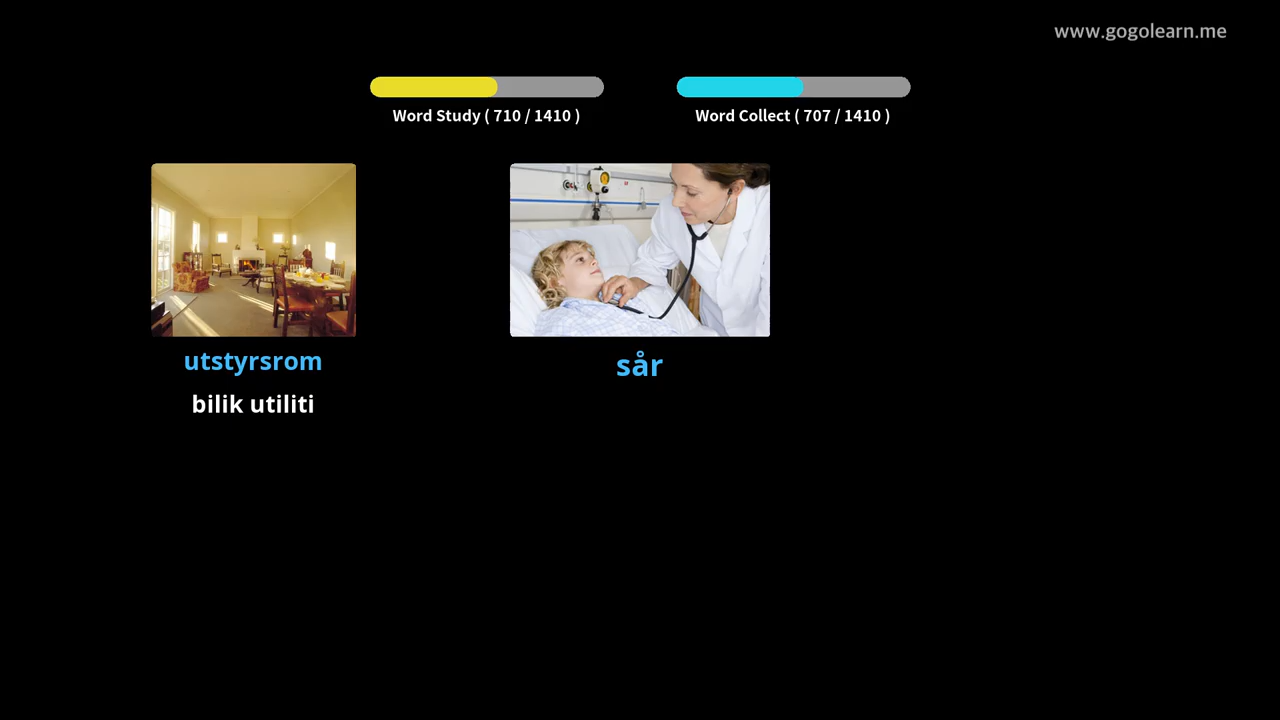 www.gogolearn.me
Word Study ( 710 / 1410 )
Word Collect ( 707 / 1410 )
utstyrsrom
bilik utiliti
sår